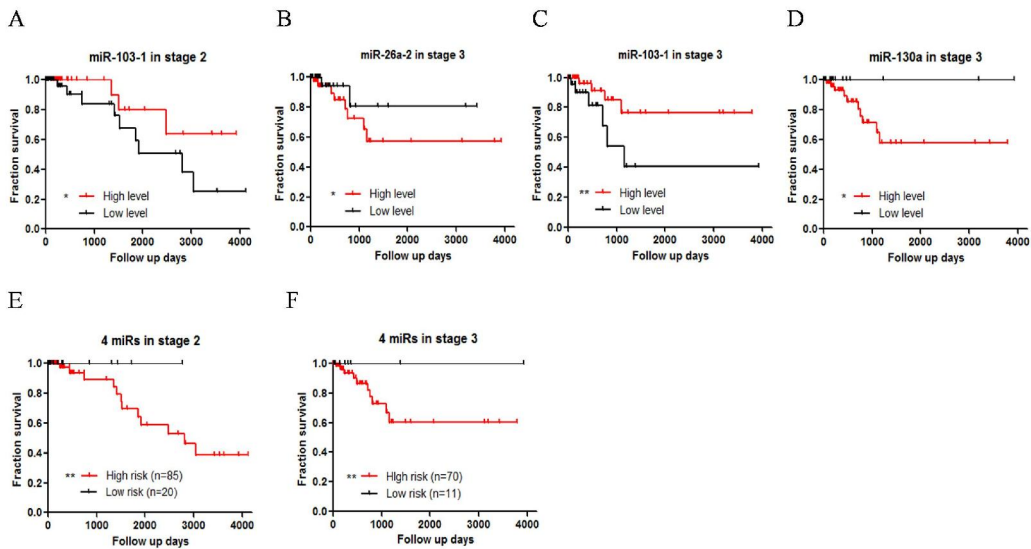 A
miR-103-1 in stage 2
Fraction survival
1.0
0.8
0.6
0.4
0.2
0.0
* High level
Low level
0 1000 2000 3000 4000
Follow up days
B
miR-26a-2 in stage 3
Fraction survival
1.0
0.8
0.6
0.4
0.2
0.0
* High level
Low level
0 1000 2000 3000 4000
Follow up days
C
miR-103-1 in stage 3
Fraction survival
1.0
0.8
0.6
0.4
0.2
0.0
** High level
Low level
0 1000 2000 3000 4000
Follow up days
D
miR-130a in stage 3
Fraction survival
1.0
0.8
0.6
0.4
0.2
0.0
* High level
Low level
0 1000 2000 3000 4000
Follow up days
E
4 miRs in stage 2
Fraction survival
1.0
0.8
0.6
0.4
0.2
0.0
** High risk (n=85)
Low risk (n=20)
0 1000 2000 3000 4000
Follow up days
F
4 miRs in stage 3
Fraction survival
1.0
0.8
0.6
0.4
0.2
0.0
** HIgh risk (n=70)
Low risk (n=11)
0 1000 2000 3000 4000
Follow up days